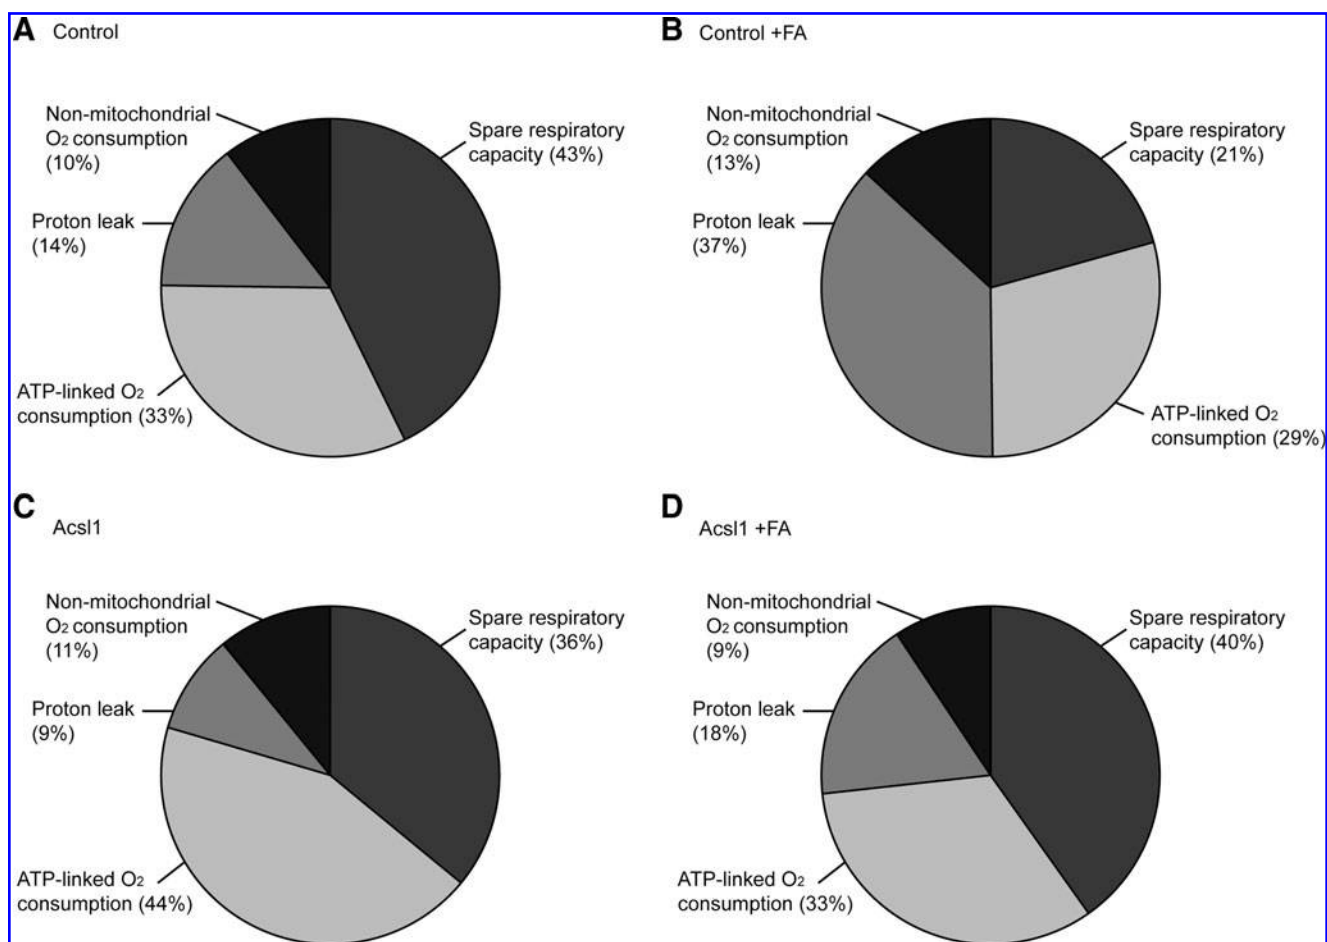 A Control
Non-mitochondrial
O2 consumption
(10%)
Spare respiratory
capacity (43%)
Proton leak
(14%)
ATP-linked O2
consumption (33%)
B Control +FA
Non-mitochondrial
O2 consumption
(13%)
Spare respiratory
capacity (21%)
Proton leak
(37%)
ATP-linked O2
consumption (29%)
C Acsl1
Non-mitochondrial
O2 consumption
(11%)
Spare respiratory
capacity (36%)
Proton leak
(9%)
ATP-linked O2
consumption (44%)
D Acsl1 +FA
Non-mitochondrial
O2 consumption
(9%)
Spare respiratory
capacity (40%)
Proton leak
(18%)
ATP-linked O2
consumption (33%)